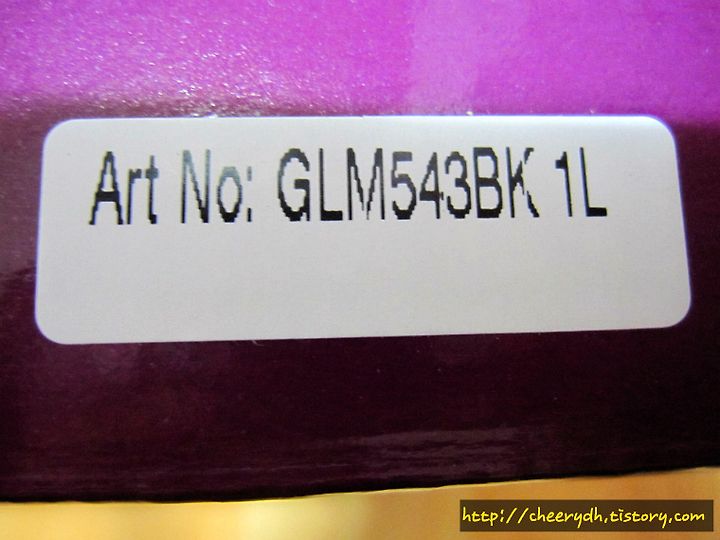 Art No: GLM543BK 1L
http://cheerydh.tistory.com